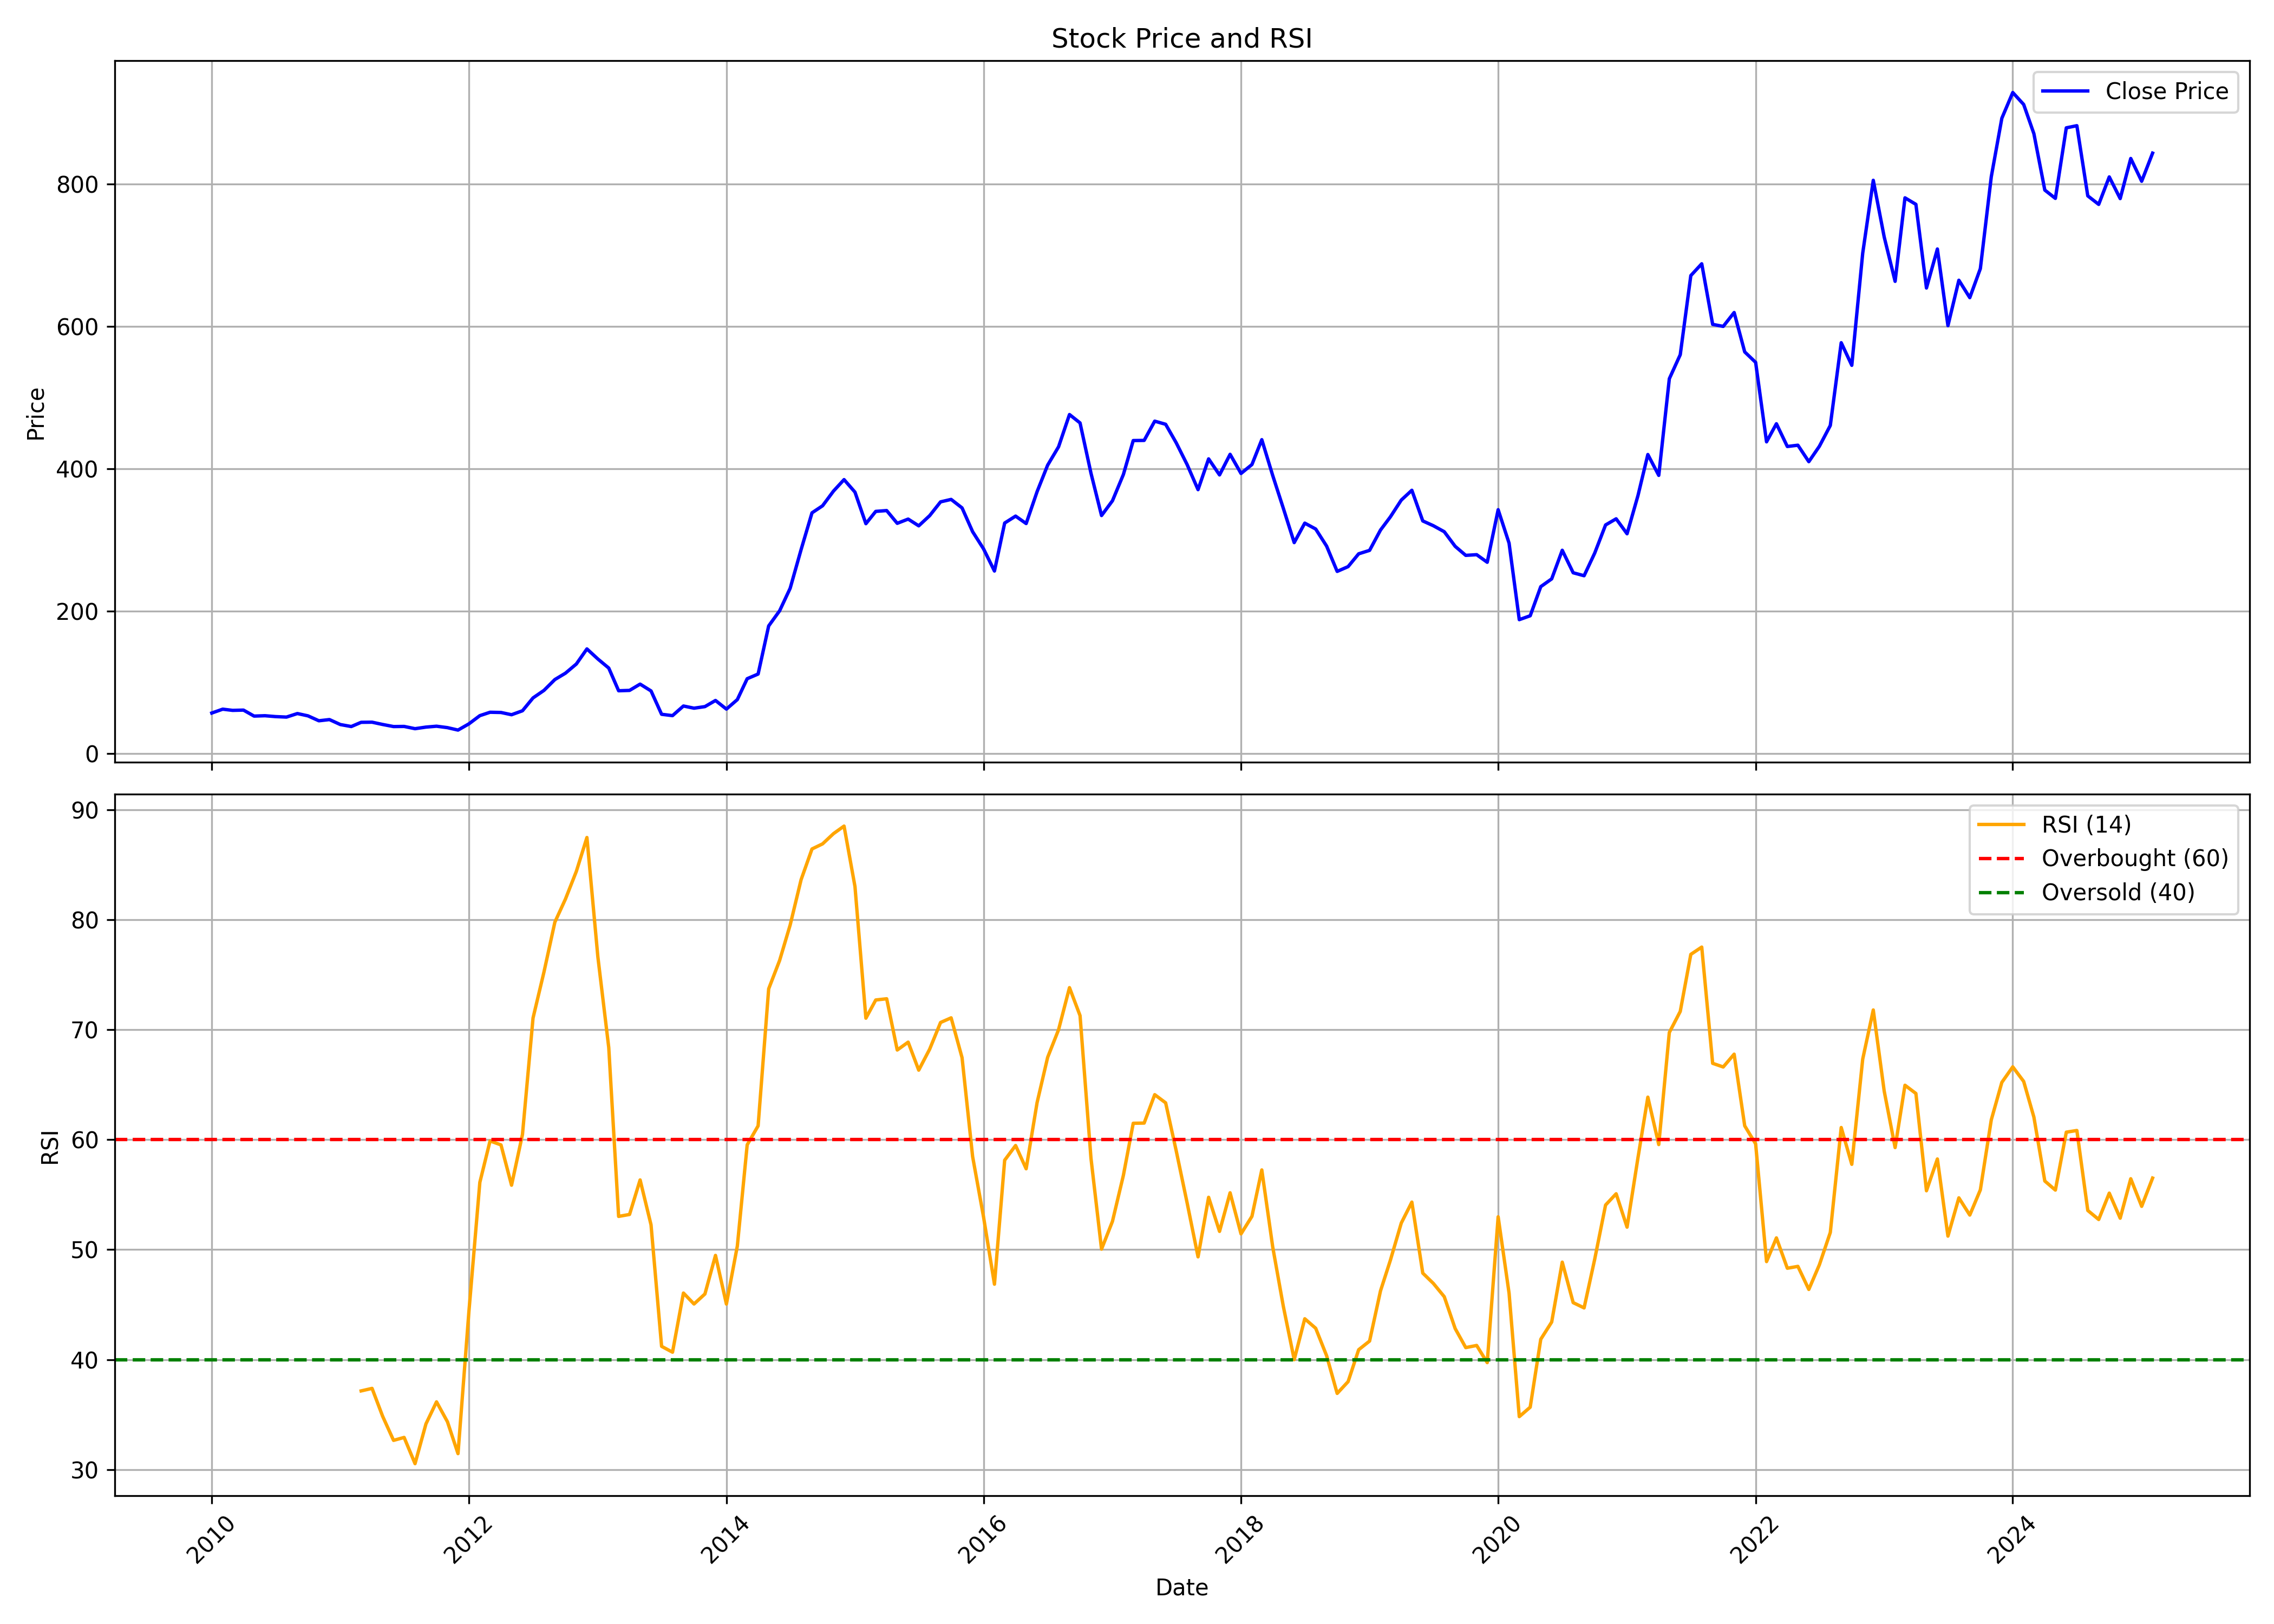 Stock Price and RSI
Close Price
Price
800
600
400
200
0
RSI (14)
Overbought (60)
Oversold (40)
RSI
90
80
70
60
50
40
30
2010
2012
2014
2016
2018
2020
2022
2024
Date